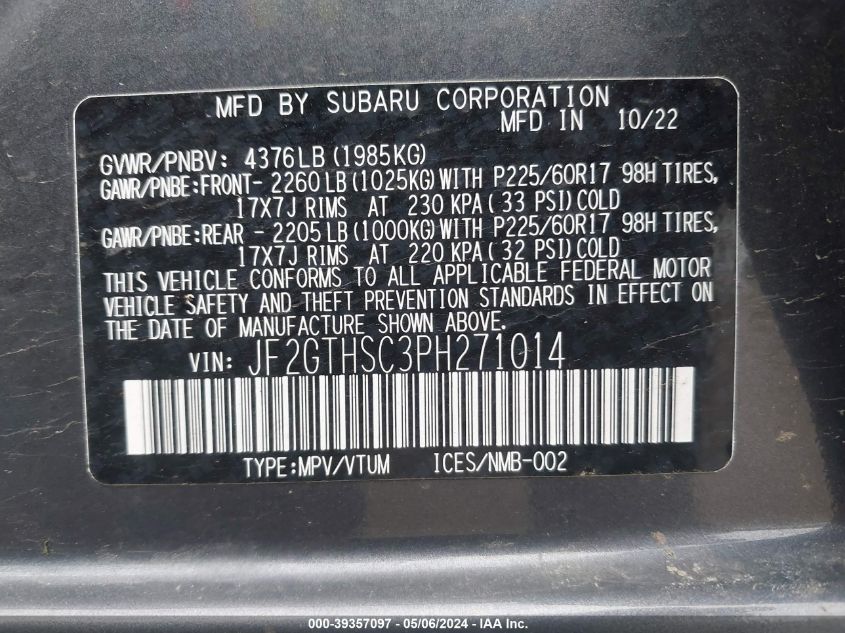 MFD BY SUBARU CORPORATION
MFD IN 10/22
GVWR/PNBV: 4376LB (1985KG)
GAWR/PNBE:FRONT- 2260LB (1025KG) WITH P225/60R17 98H TIRES,
17X7J RIMS AT 230 KPA ( 33 PSI) COLD
GAWR/PNBE:REAR - 2205LB (1000KG) WITH P225/60R17 98H TIRES,
17X7J RIMS AT 220 KPA ( 32 PSI) COLD
THIS VEHICLE CONFORMS TO ALL APPLICABLE FEDERAL MOTOR
VEHICLE SAFETY AND THEFT PREVENTION STANDARDS IN EFFECT ON
THE DATE OF MANUFACTURE SHOWN ABOVE.
VIN: JF2GTHSC3PH271014
TYPE:MPV/VTUM ICES/NMB-002
000-39357097 - 05/06/2024 - IAA Inc.